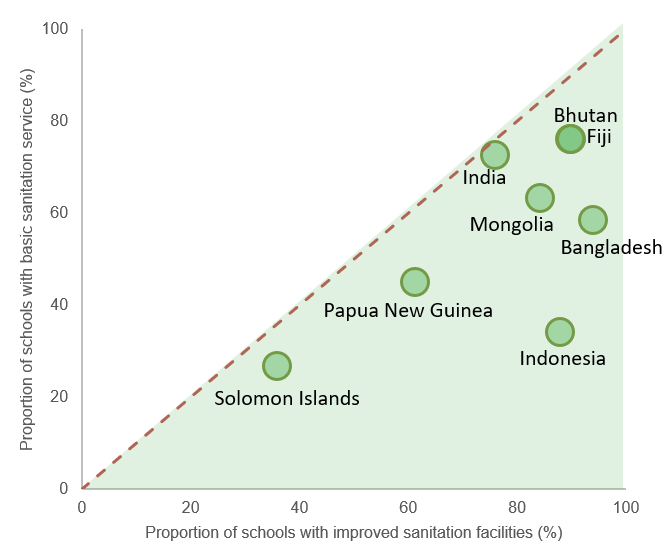 Proportion of schools with basic sanitation service (%)
100
80
60
40
20
0
Bhutan
Fiji
India
Mongolia
Bangladesh
Papua New Guinea
Indonesia
Solomon Islands
0 20 40 60 80 100
Proportion of schools with improved sanitation facilities (%)